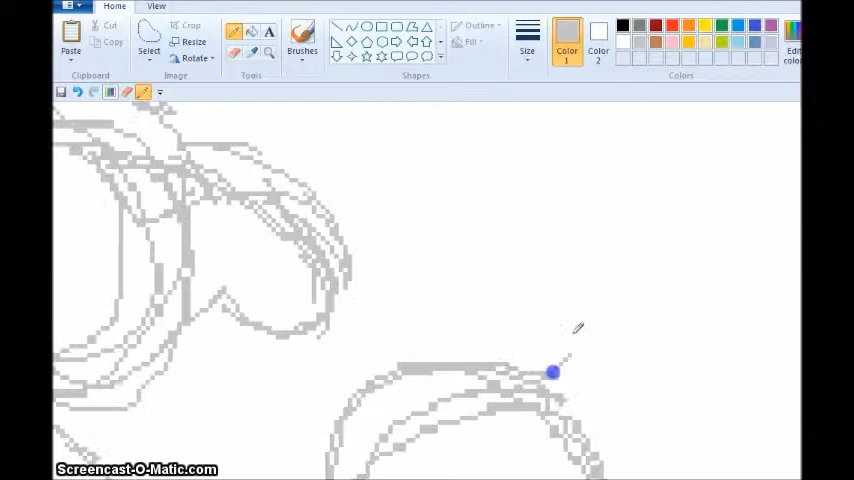 Home View
Cut
Copy
Paste
Clipboard
Select
Crop
Resize
Rotate
Image
A
Tools
Brushes
Outline
Fill
Shapes
Size
Color 1
Color 2
Edit
Colors
Screencast-O-Matic.com